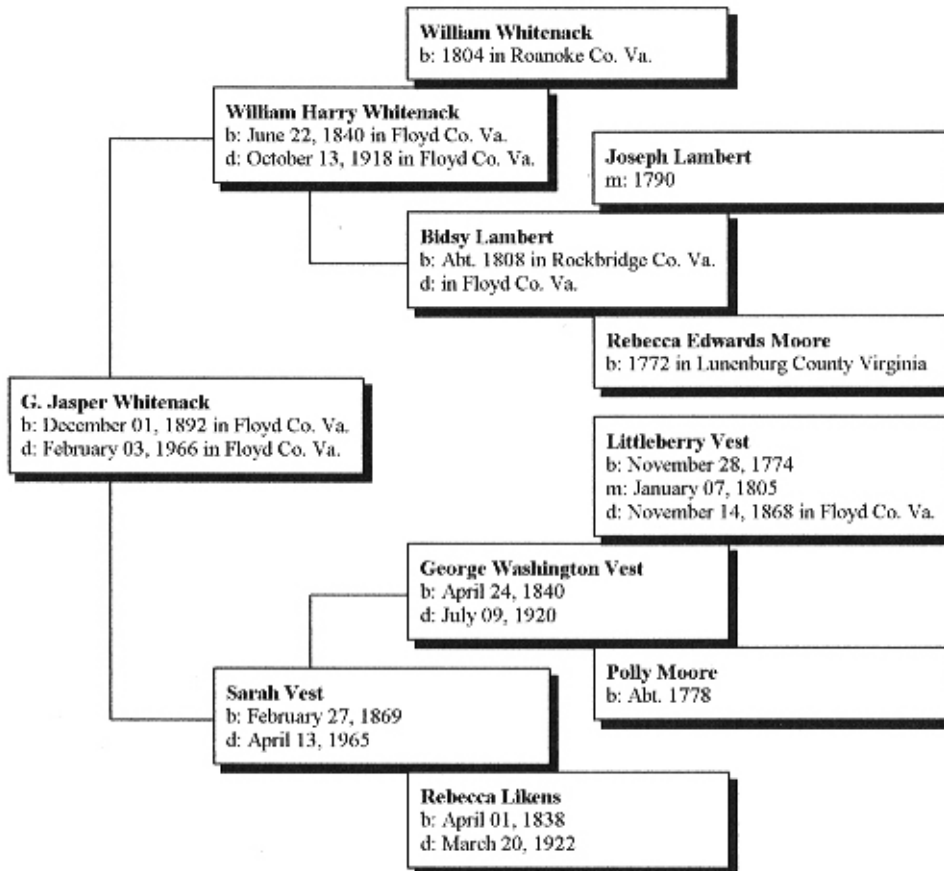 William Whitenack
b: 1804 in Roanoke Co. Va.
William Harry Whitenack
b: June 22, 1840 in Floyd Co. Va.
d: October 13, 1918 in Floyd Co. Va.
Joseph Lambert
m: 1790
Bidsy Lambert
b: Abt. 1808 in Rockbridge Co. Va.
d: in Floyd Co. Va.
Rebecca Edwards Moore
b: 1772 in Lunenburg County Virginia
G. Jasper Whitenack
b: December 01, 1892 in Floyd Co. Va.
d: February 03, 1966 in Floyd Co. Va.
Littleberry Vest
b: November 28, 1774
m: January 07, 1805
d: November 14, 1868 in Floyd Co. Va.
George Washington Vest
b: April 24, 1840
d: July 09, 1920
Polly Moore
b: Abt. 1778
Sarah Vest
b: February 27, 1869
d: April 13, 1965
Rebecca Likens
b: April 01, 1838
d: March 20, 1922